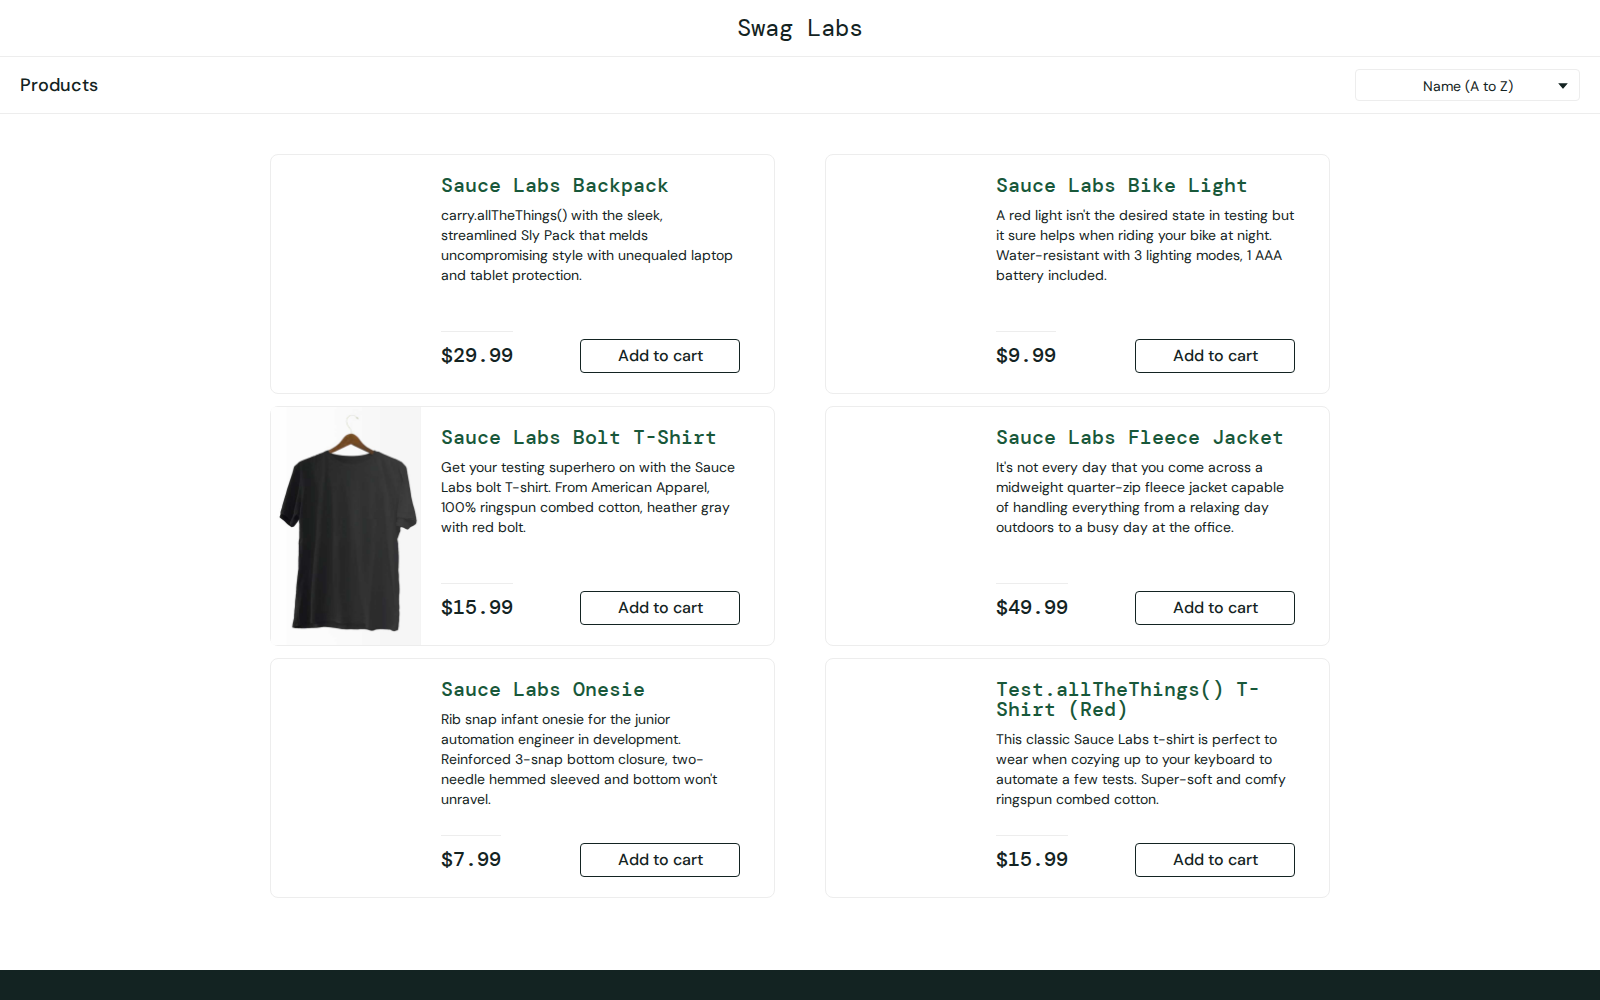 Swag Labs
Products
Name (A to Z)
Sauce Labs Backpack
carry.allTheThings() with the sleek,
streamlined Sly Pack that melds
uncompromising style with unequaled laptop
and tablet protection.
$29.99
Add to cart
Sauce Labs Bike Light
A red light isn't the desired state in testing but
it sure helps when riding your bike at night.
Water-resistant with 3 lighting modes, 1 AAA
battery included.
$9.99
Add to cart
Sauce Labs Bolt T-Shirt
Get your testing superhero on with the Sauce
Labs bolt T-shirt. From American Apparel,
100% ringspun combed cotton, heather gray
with red bolt.
$15.99
Add to cart
Sauce Labs Fleece Jacket
It's not every day that you come across a
midweight quarter-zip fleece jacket capable
of handling everything from a relaxing day
outdoors to a busy day at the office.
$49.99
Add to cart
Sauce Labs Onesie
Rib snap infant onesie for the junior
automation engineer in development.
Reinforced 3-snap bottom closure, two-
needle hemmed sleeved and bottom won't
unravel.
$7.99
Add to cart
Test.allTheThings() T-
Shirt (Red)
This classic Sauce Labs t-shirt is perfect to
wear when cozying up to your keyboard to
automate a few tests. Super-soft and comfy
ringspun combed cotton.
$15.99
Add to cart